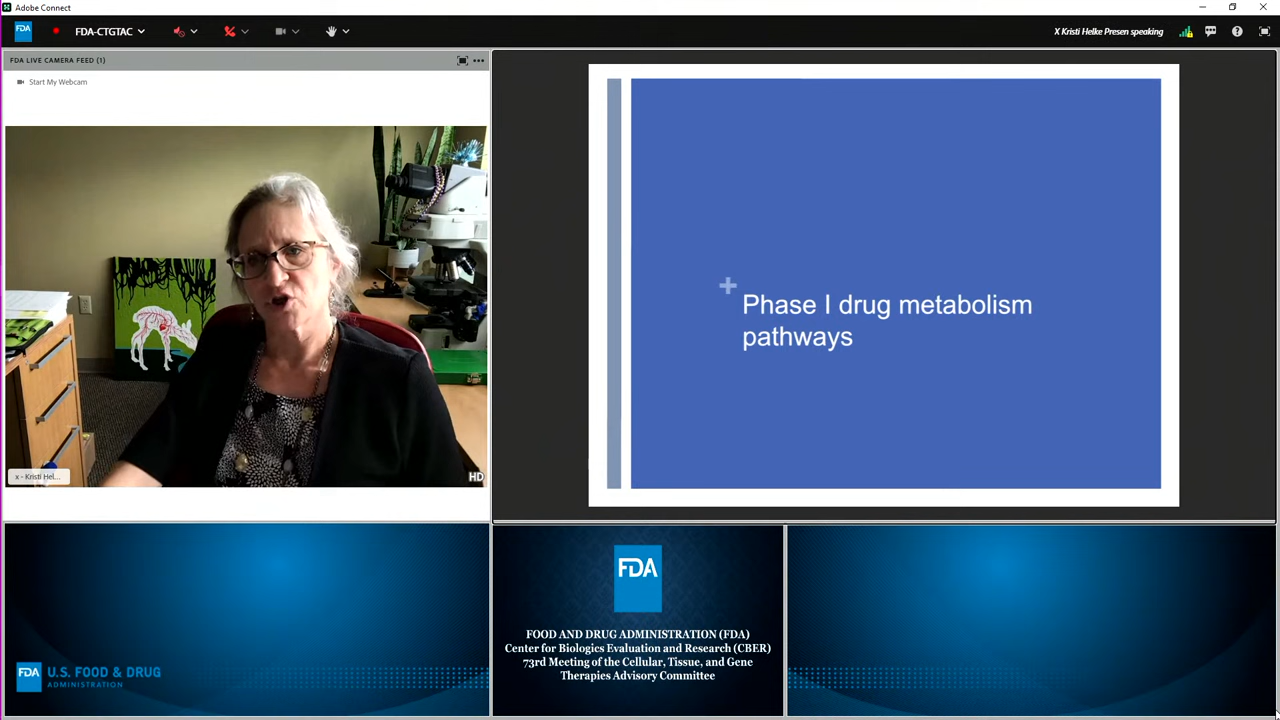 Adobe Connect
FDA
FDA-CTGTAC
X Kristi Helke Presen speaking
FDA LIVE CAMERA FEED (1)
Start My Webcam
x - Kristi Hel...
HD
Phase I drug metabolism
pathways
FDA
U.S. FOOD & DRUG
ADMINISTRATION
FDA
FOOD AND DRUG ADMINISTRATION (FDA)
Center for Biologics Evaluation and Research (CBER)
73rd Meeting of the Cellular, Tissue, and Gene
Therapies Advisory Committee